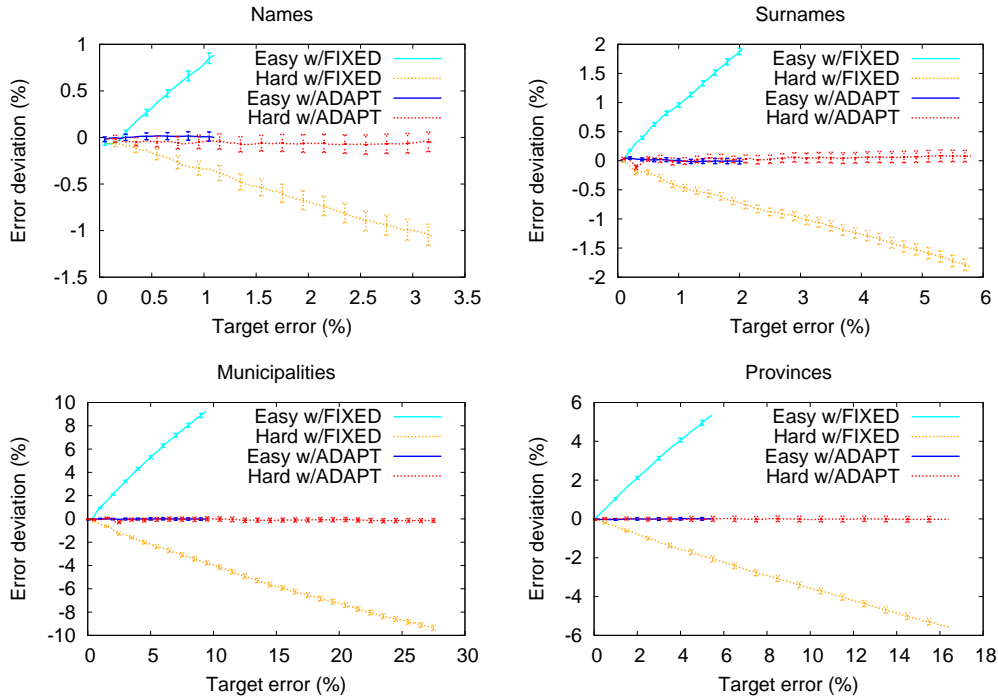 Names
Error deviation (%)
1
0.5
0
-0.5
-1
-1.5
Easy w/FIXED
Hard w/FIXED
Easy w/ADAPT
Hard w/ADAPT
0 0.5 1 1.5 2 2.5 3 3.5
Target error (%)
Surnames
Error deviation (%)
2
1.5
1
0.5
0
-0.5
-1
-1.5
-2
Easy w/FIXED
Hard w/FIXED
Easy w/ADAPT
Hard w/ADAPT
0 1 2 3 4 5 6
Target error (%)
Municipalities
Error deviation (%)
10
8
6
4
2
0
-2
-4
-6
-8
-10
Easy w/FIXED
Hard w/FIXED
Easy w/ADAPT
Hard w/ADAPT
0 5 10 15 20 25 30
Target error (%)
Provinces
Error deviation (%)
6
4
2
0
-2
-4
-6
Easy w/FIXED
Hard w/FIXED
Easy w/ADAPT
Hard w/ADAPT
0 2 4 6 8 10 12 14 16 18
Target error (%)